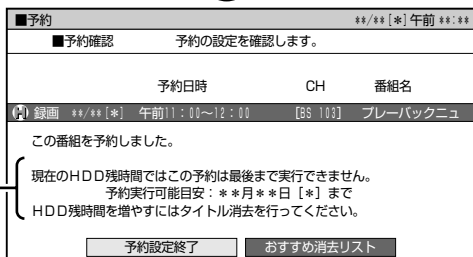 ■予約 **/**[*]午前 **:**
■予約確認 予約の設定を確認します。
予約日時 CH 番組名
(H) 録画 **/**[*] 午前11:00〜12:00 [BS 103] プレーバックニュ
この番組を予約しました。
現在のHDD残時間ではこの予約は最後まで実行できません。
予約実行可能目安:**月**日[*]まで
HDD残時間を増やすにはタイトル消去を行ってください。
予約設定終了 おすすめ消去リスト